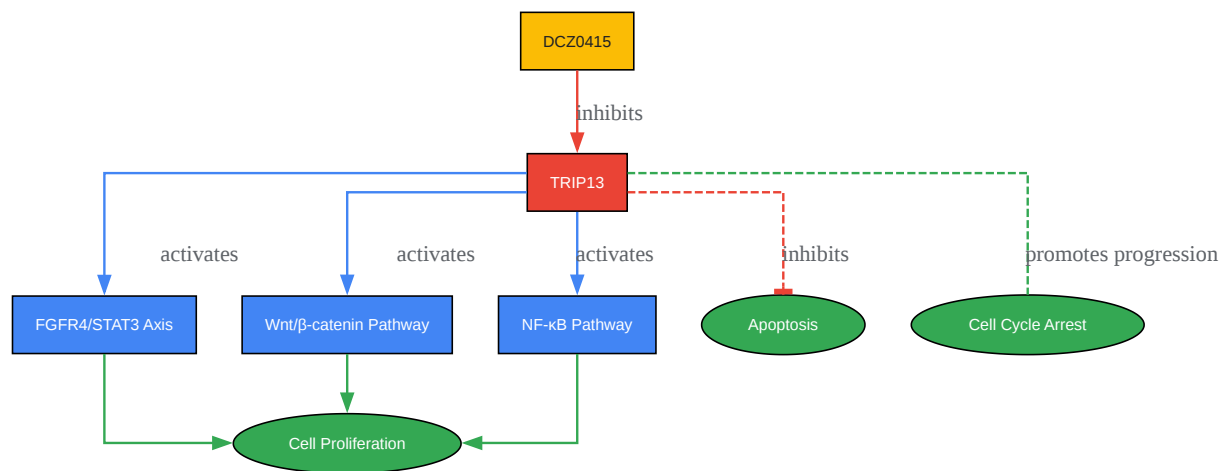 DCZ0415
inhibits
TRIP13
activates
activates
activates
inhibits
promotes progression
FGFR4/STAT3 Axis
Wnt/β-catenin Pathway
NF-κB Pathway
Apoptosis
Cell Cycle Arrest
Cell Proliferation